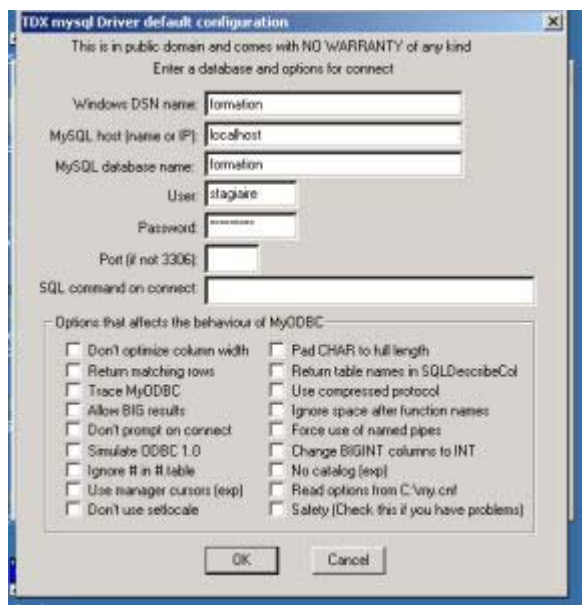 TDX mysql Driver default configuration
This is in public domain and comes with NO WARRANTY of any kind
Enter a database and options for connect
Windows DSN name: formation
MySQL host (name or IP): localhost
MySQL database name: formation
User: stagiaire
Password:
Port (if not 3306):
SQL command on connect:
Options that affects the behaviour of MyODBC
Don't optimize column width
Return matching rows
Trace MyODBC
Allow BIG results
Don't prompt on connect
Simulate ODBC 1.0
Ignore # in #.table
Use manager cursors (exp)
Don't use setlocale
Pad CHAR to full length
Return table names in SQLDescribeCol
Use compressed protocol
Ignore space after function names
Force use of named pipes
Change BIGINT columns to INT
No catalog (exp)
Read options from C:\my.cnf
Safety (Check this if you have problems)
OK
Cancel